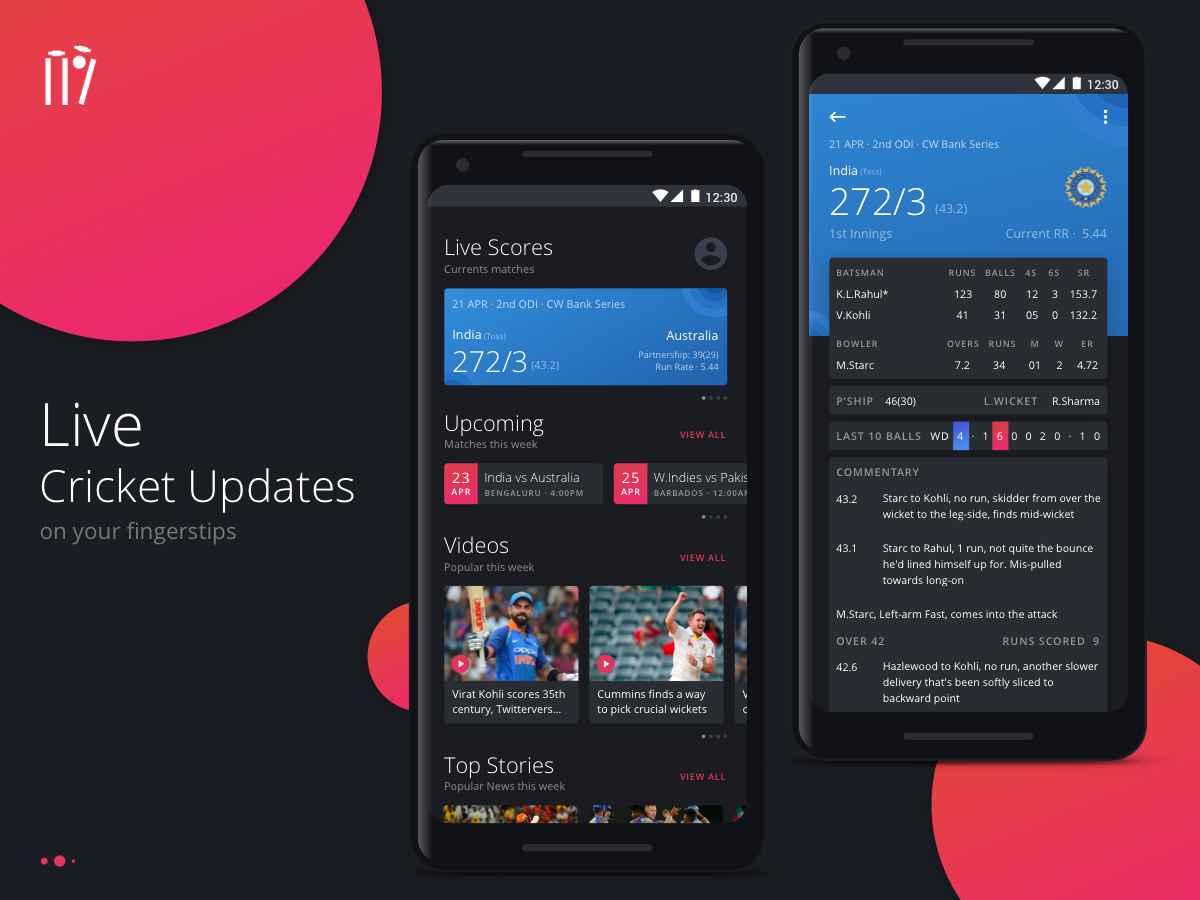 Live
Cricket Updates
on your fingerstips
12:30
Live Scores
Currents matches
21 APR · 2nd ODI · CW Bank Series
India (Toss) Australia
272/3 (43.2)
Partnership: 39(29)
Run Rate · 5.44
Upcoming
Matches this week
VIEW ALL
23 APR
India vs Australia
BENGALURU · 4:00PM
25 APR
W.Indies vs Pakis
BARBADOS · 12:00AM
Videos
Popular this week
VIEW ALL
oppo
INDIA
Virat Kohli scores 35th
century, Twittervers...
Cummins finds a way
to pick crucial wickets
V
c
Top Stories
Popular News this week
VIEW ALL
12:30
21 APR · 2nd ODI · CW Bank Series
India (Toss)
272/3 (43.2)
1st Innings Current RR · 5.44
BATSMAN RUNS BALLS 4S 6S SR
K.L.Rahul* 123 80 12 3 153.7
V.Kohli 41 31 05 0 132.2
BOWLER OVERS RUNS M W ER
M.Starc 7.2 34 01 2 4.72
P'SHIP 46(30) L.WICKET R.Sharma
LAST 10 BALLS WD 4 · 1 6 0 0 2 0 · 1 0
COMMENTARY
43.2 Starc to Kohli, no run, skidder from over the
wicket to the leg-side, finds mid-wicket
43.1 Starc to Rahul, 1 run, not quite the bounce
he'd lined himself up for. Mis-pulled
towards long-on
M.Starc, Left-arm Fast, comes into the attack
OVER 42 RUNS SCORED 9
42.6 Hazlewood to Kohli, no run, another slower
delivery that's been softly sliced to
backward point